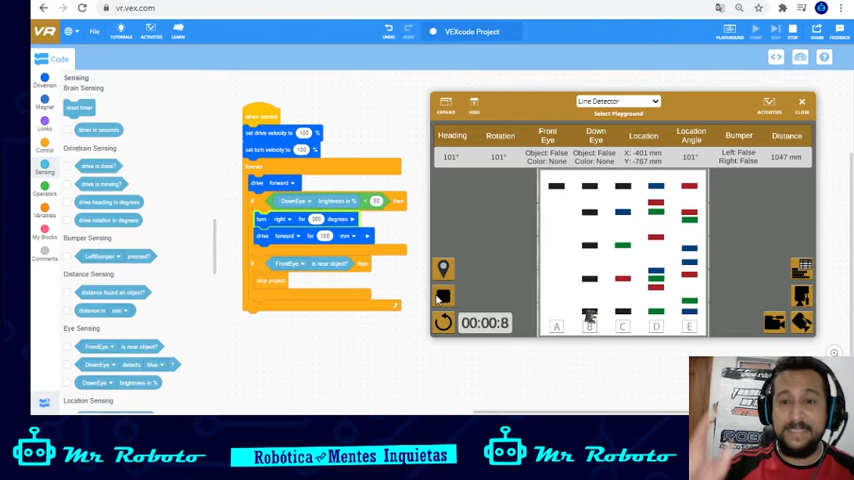 vr.vex.com
VR
File
TUTORIALS
ACTIVITIES
LEARN
UNDO
REDO
VEXcode Project
PLAYGROUND
START
STEP
STOP
SHARE
FEEDBACK
Code
Drivetrain
Magnet
Looks
Control
Sensing
Operators
Variables
My Blocks
Comments
Sensing
Brain Sensing
reset timer
timer in seconds
Drivetrain Sensing
drive is done?
drive is moving?
drive heading in degrees
drive rotation in degrees
Bumper Sensing
LeftBumper pressed?
Distance Sensing
distance found an object?
distance in mm
Eye Sensing
FrontEye is near object?
DownEye detects blue ?
DownEye brightness in %
Location Sensing
when started
set drive velocity to 100 %
set turn velocity to 100 %
forever
drive forward
if DownEye brightness in % < 50 then
turn right for 360 degrees
drive forward for 100 mm
if FrontEye is near object? then
stop project
EXPAND
HIDE
Line Detector
Select Playground
ACTIVITIES
CLOSE
Heading Rotation Front Eye Down Eye Location Location Angle Bumper Distance
101° 101° Object: False Color: None Object: False Color: None X: -401 mm Y: -767 mm 101° Left: False Right: False 1047 mm
A B C D E
00:00:8
Mr Roboto
Robótica Para Mentes Inquietas
Mr Roboto